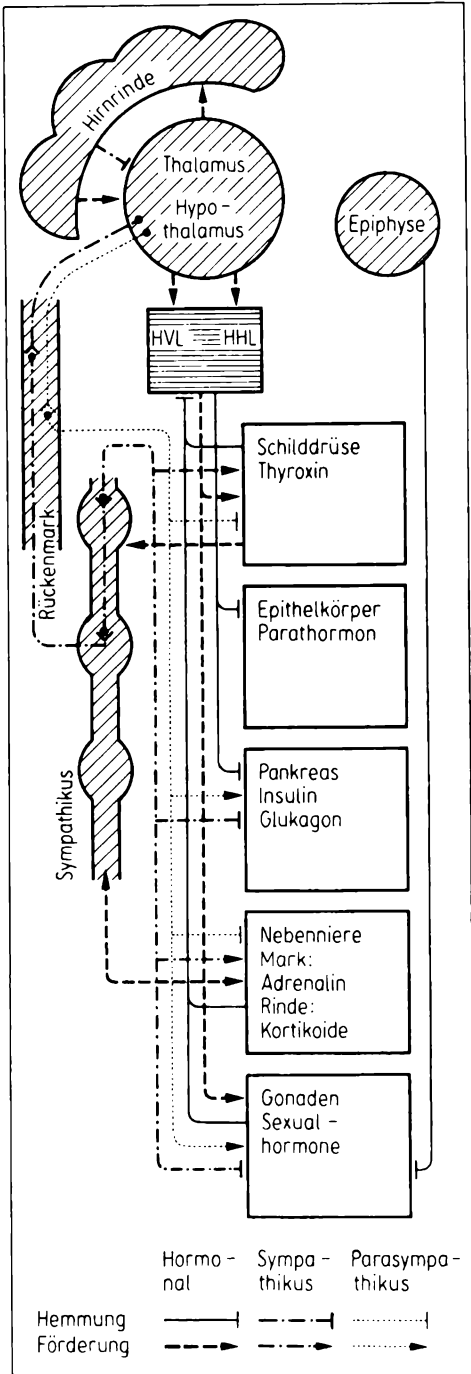 Hirnrinde
Thalamus
Hypo-
thalamus
Epiphyse
HVL HHL
Schilddrüse
Thyroxin
Rückenmark
Epithelkörper
Parathormon
Pankreas
Insulin
Glukagon
Sympathikus
Nebenniere
Mark:
Adrenalin
Rinde:
Kortikoide
Gonaden
Sexual-
hormone
Hormo- Sympa- Parasympa-
nal thikus thikus
Hemmung
Förderung